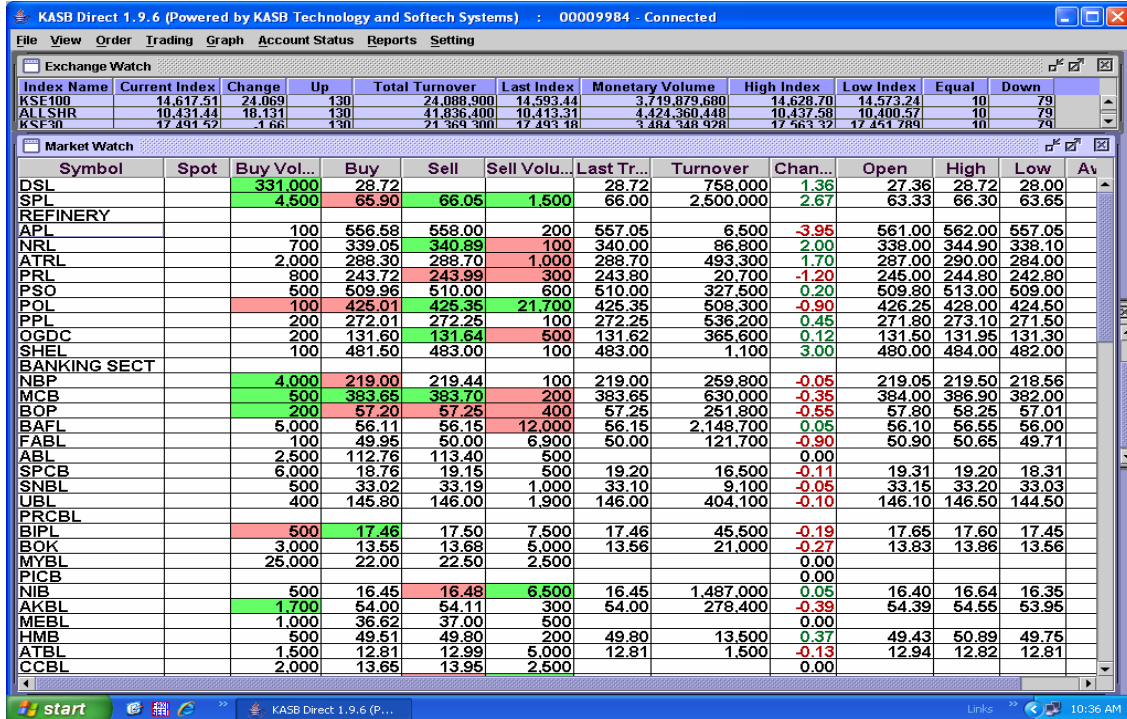 KASB Direct 1.9.6 (Powered by KASB Technology and Softech Systems) : 00009984 - Connected
File View Order Trading Graph Account Status Reports Setting
Exchange Watch
Index Name Current Index Change Up Total Turnover Last Index Monetary Volume High Index Low Index Equal Down
KSE100 14,617.51 24.069 130 24,088,900 14,593.44 3,719,879,680 14,628.70 14,573.24 10 79
ALLSHR 10,431.44 18.131 130 41,836,400 10,413.31 4,424,360,448 10,437.58 10,400.57 10 79
KSE30 17,491.52 -1.66 130 21,369,300 17,493.18 3,484,348,928 17,563.32 17,451.789 10 79
Market Watch
Symbol Spot Buy Vol... Buy Sell Sell Volu... Last Tr... Turnover Chan... Open High Low Av
DSL 331,000 28.72 28.72 758,000 1.36 27.36 28.72 28.00
SPL 4,500 65.90 66.05 1,500 66.00 2,500,000 2.67 63.33 66.30 63.65
REFINERY
APL 100 556.58 558.00 200 557.05 6,500 -3.95 561.00 562.00 557.05
NRL 700 339.05 340.89 100 340.00 86,800 2.00 338.00 344.90 338.10
ATRL 2,000 288.30 288.70 1,000 288.70 493,300 1.70 287.00 290.00 284.00
PRL 800 243.72 243.99 300 243.80 20,700 -1.20 245.00 244.80 242.80
PSO 500 509.96 510.00 600 510.00 327,500 0.20 509.80 513.00 509.00
POL 100 425.01 425.35 21,700 425.35 508,300 -0.90 426.25 428.00 424.50
PPL 200 272.01 272.25 100 272.25 536,200 0.45 271.80 273.10 271.50
OGDC 200 131.60 131.64 500 131.62 365,600 0.12 131.50 131.95 131.30
SHEL 100 481.50 483.00 100 483.00 1,100 3.00 480.00 484.00 482.00
BANKING SECT
NBP 4,000 219.00 219.44 100 219.00 259,800 -0.05 219.05 219.50 218.56
MCB 500 383.65 383.70 200 383.65 630,000 -0.35 384.00 386.90 382.00
BOP 200 57.20 57.25 400 57.25 251,800 -0.55 57.80 58.25 57.01
BAFL 5,000 56.11 56.15 12,000 56.15 2,148,700 0.05 56.10 56.55 56.00
FABL 100 49.95 50.00 6,900 50.00 121,700 -0.90 50.90 50.65 49.71
ABL 2,500 112.76 113.40 500 0.00
SPCB 6,000 18.76 19.15 500 19.20 16,500 -0.11 19.31 19.20 18.31
SNBL 500 33.02 33.19 1,000 33.10 9,100 -0.05 33.15 33.20 33.03
UBL 400 145.80 146.00 1,900 146.00 404,100 -0.10 146.10 146.50 144.50
PRCBL
BIPL 500 17.46 17.50 7,500 17.46 45,500 -0.19 17.65 17.60 17.45
BOK 3,000 13.55 13.68 5,000 13.56 21,000 -0.27 13.83 13.86 13.56
MYBL 25,000 22.00 22.50 2,500 0.00
PICB 0.00
NIB 500 16.45 16.48 6,500 16.45 1,487,000 0.05 16.40 16.64 16.35
AKBL 1,700 54.00 54.11 300 54.00 278,400 -0.39 54.39 54.55 53.95
MEBL 1,000 36.62 37.00 500 0.00
HMB 500 49.51 49.80 200 49.80 13,500 0.37 49.43 50.89 49.75
ATBL 1,500 12.81 12.99 5,000 12.81 1,500 -0.13 12.94 12.82 12.81
CCBL 2,000 13.65 13.95 2,500 0.00
start KASB Direct 1.9.6 (P... Links 10:36 AM